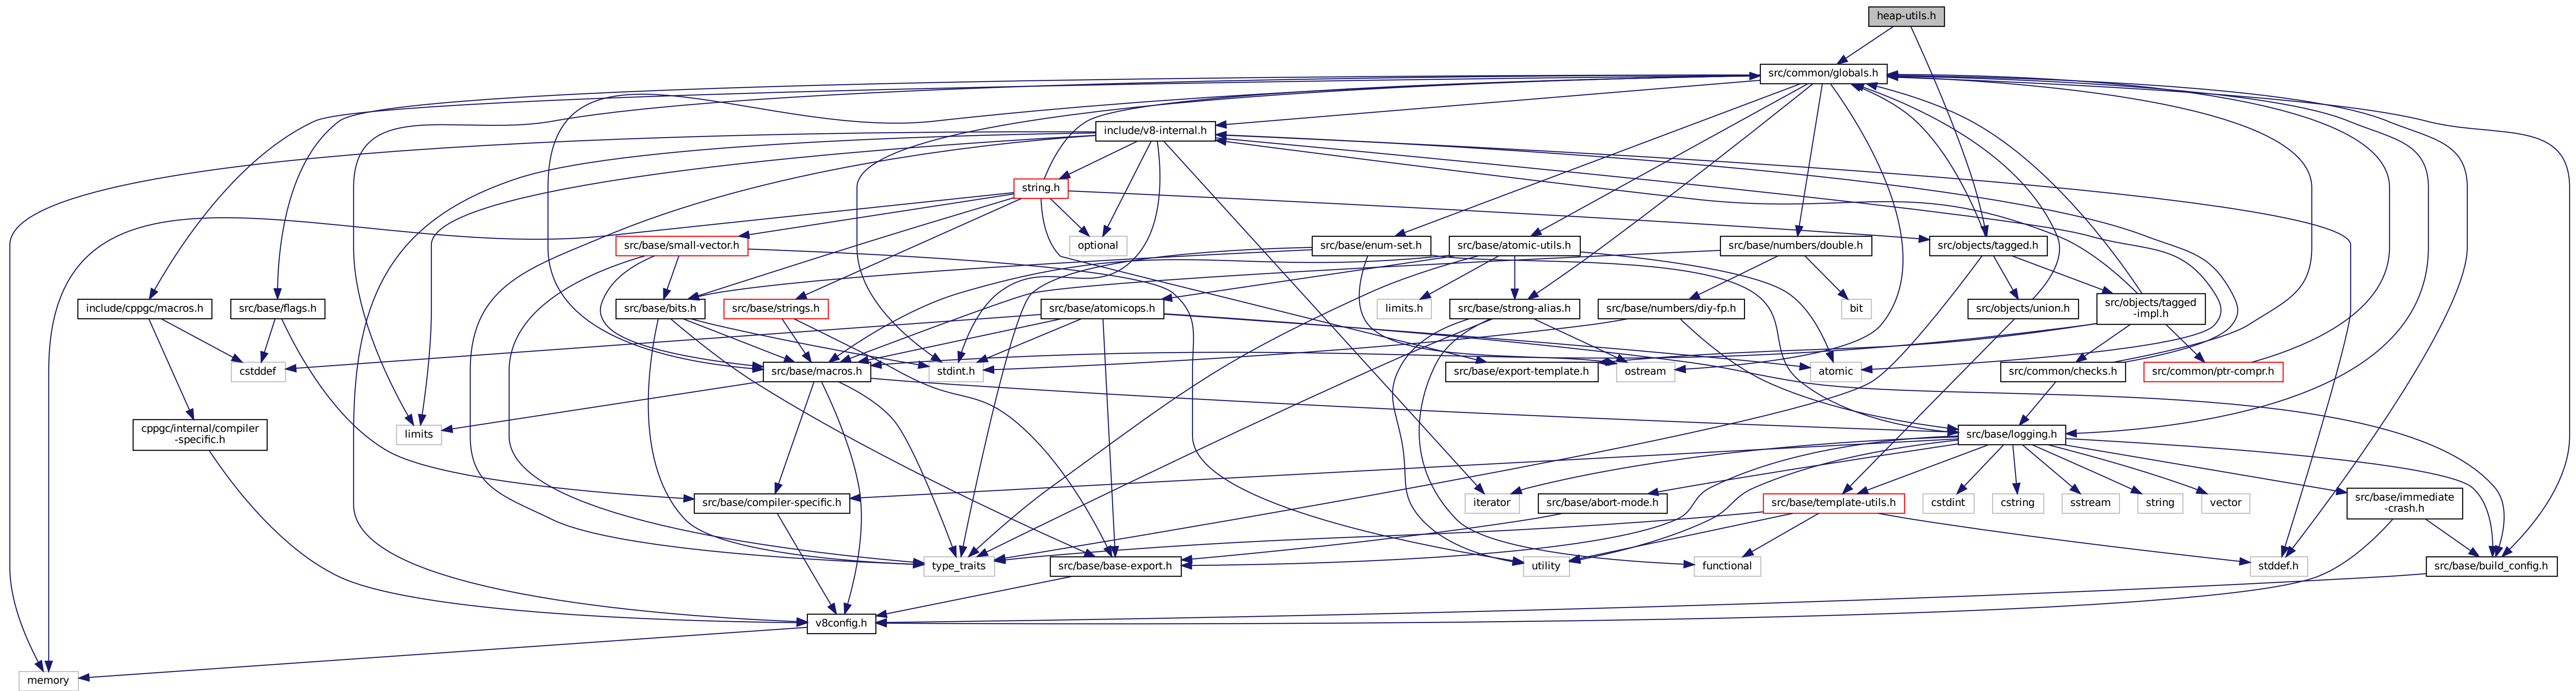 heap-utils.h
src/common/globals.h
include/v8-internal.h
string.h
optional
src/base/small-vector.h
src/base/enum-set.h
src/base/atomic-utils.h
src/base/numbers/double.h
src/objects/tagged.h
include/cppgc/macros.h
src/base/flags.h
src/base/bits.h
src/base/strings.h
src/base/atomicops.h
limits.h
src/base/strong-alias.h
src/base/numbers/diy-fp.h
bit
src/objects/union.h
src/objects/tagged
-impl.h
cstddef
src/base/macros.h
stdint.h
src/base/export-template.h
ostream
atomic
src/common/checks.h
src/common/ptr-compr.h
cppgc/internal/compiler
-specific.h
limits
src/base/logging.h
src/base/compiler-specific.h
iterator
src/base/abort-mode.h
src/base/template-utils.h
cstdint
cstring
sstream
string
vector
src/base/immediate
-crash.h
type_traits
src/base/base-export.h
utility
functional
stddef.h
src/base/build_config.h
v8config.h
memory